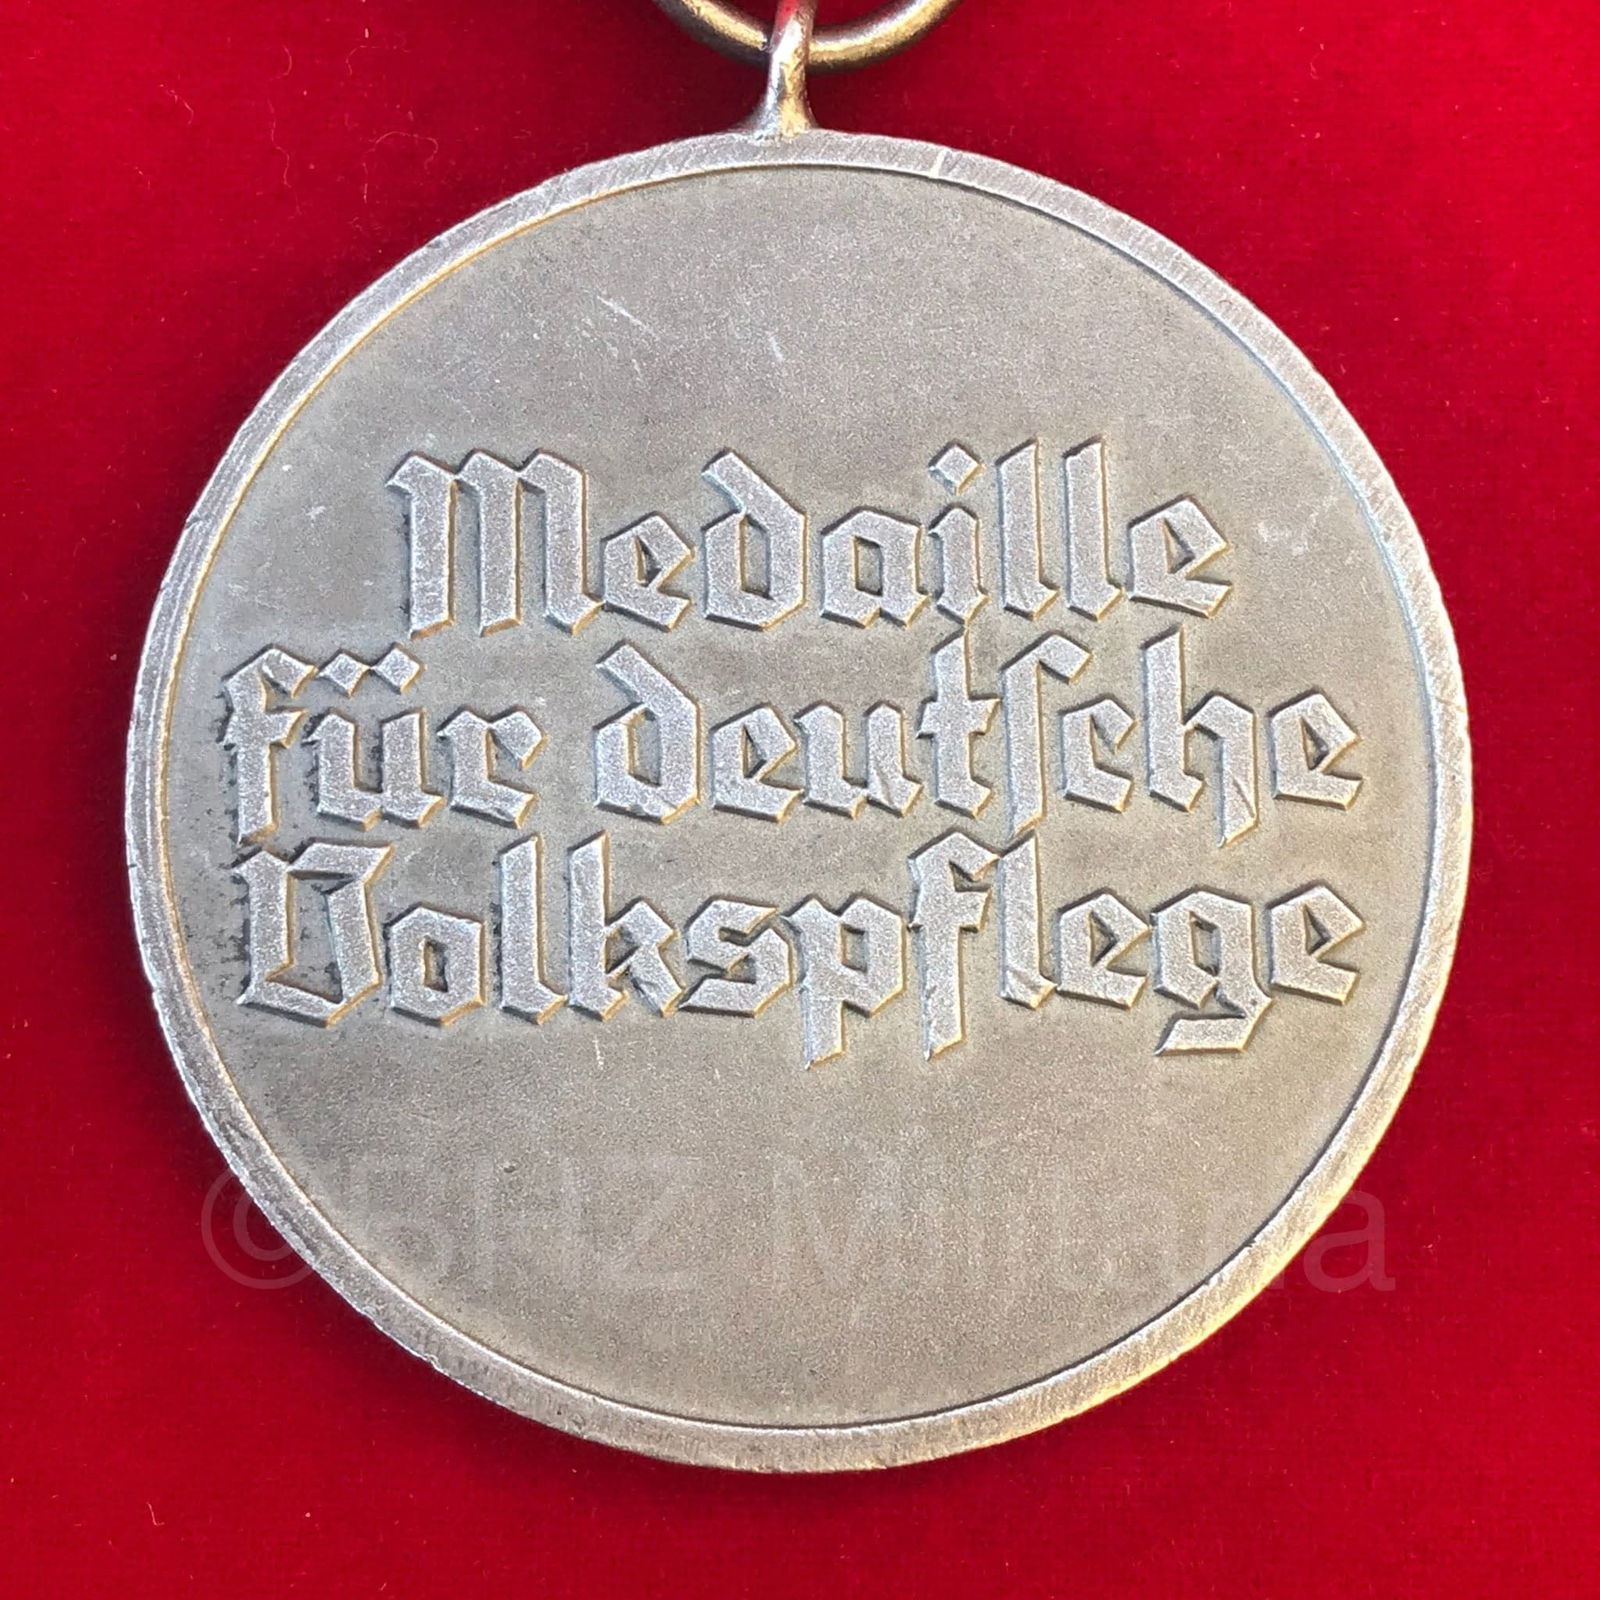 Medaille
für deutſche
Volkspflege